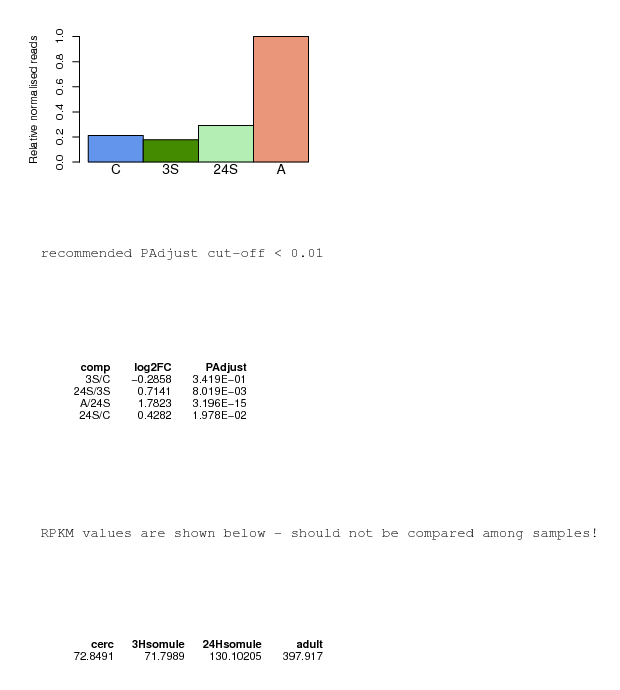 Relative normalised reads
1.0
0.8
0.6
0.4
0.2
0.0
C 3S 24S A
recommended PAdjust cut-off < 0.01
comp log2FC PAdjust
3S/C −0.2858 3.419E−01
24S/3S 0.7141 8.019E−03
A/24S 1.7823 3.196E−15
24S/C 0.4282 1.978E−02
RPKM values are shown below - should not be compared among samples!
cerc 3Hsomule 24Hsomule adult
72.8491 71.7989 130.10205 397.917